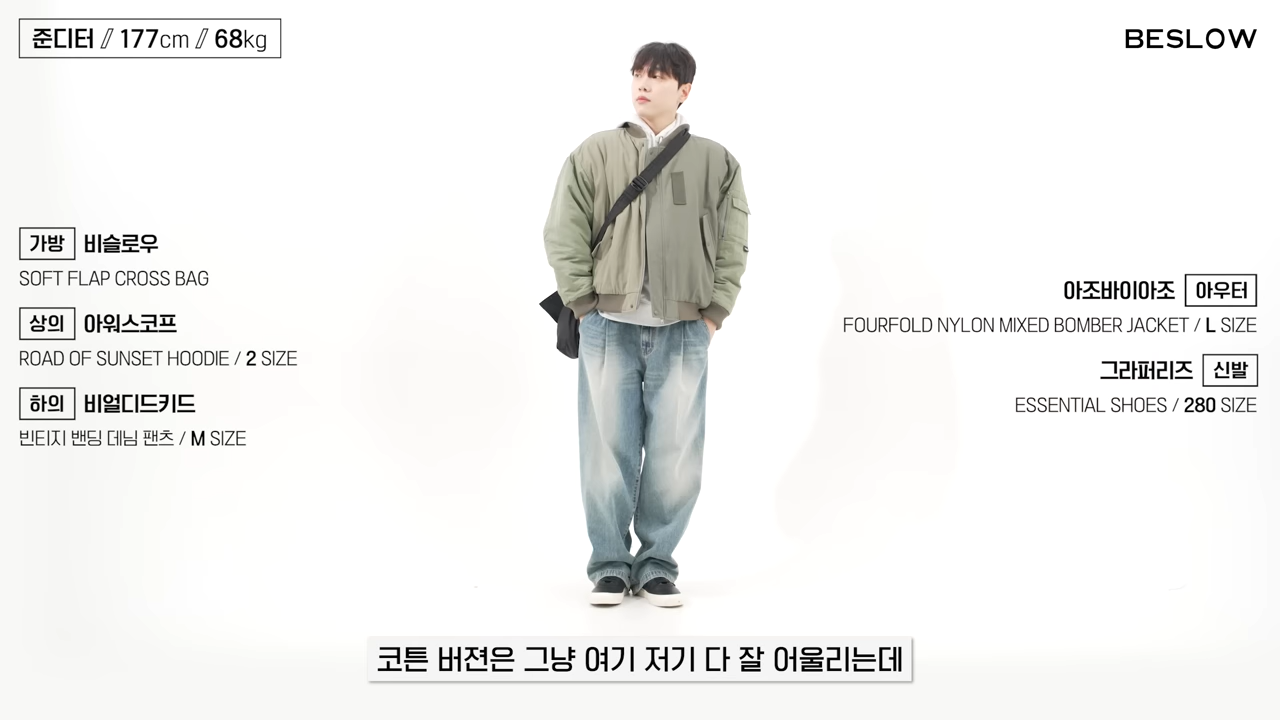 준디터 // 177cm // 68kg
BESLOW
가방 비슬로우
SOFT FLAP CROSS BAG
상의 아워스코프
ROAD OF SUNSET HOODIE / 2 SIZE
하의 비얼디드키드
빈티지 밴딩 데님 팬츠 / M SIZE
아조바이아조 아우터
FOURFOLD NYLON MIXED BOMBER JACKET / L SIZE
그라퍼리즈 신발
ESSENTIAL SHOES / 280 SIZE
코튼 버젼은 그냥 여기 저기 다 잘 어울리는데